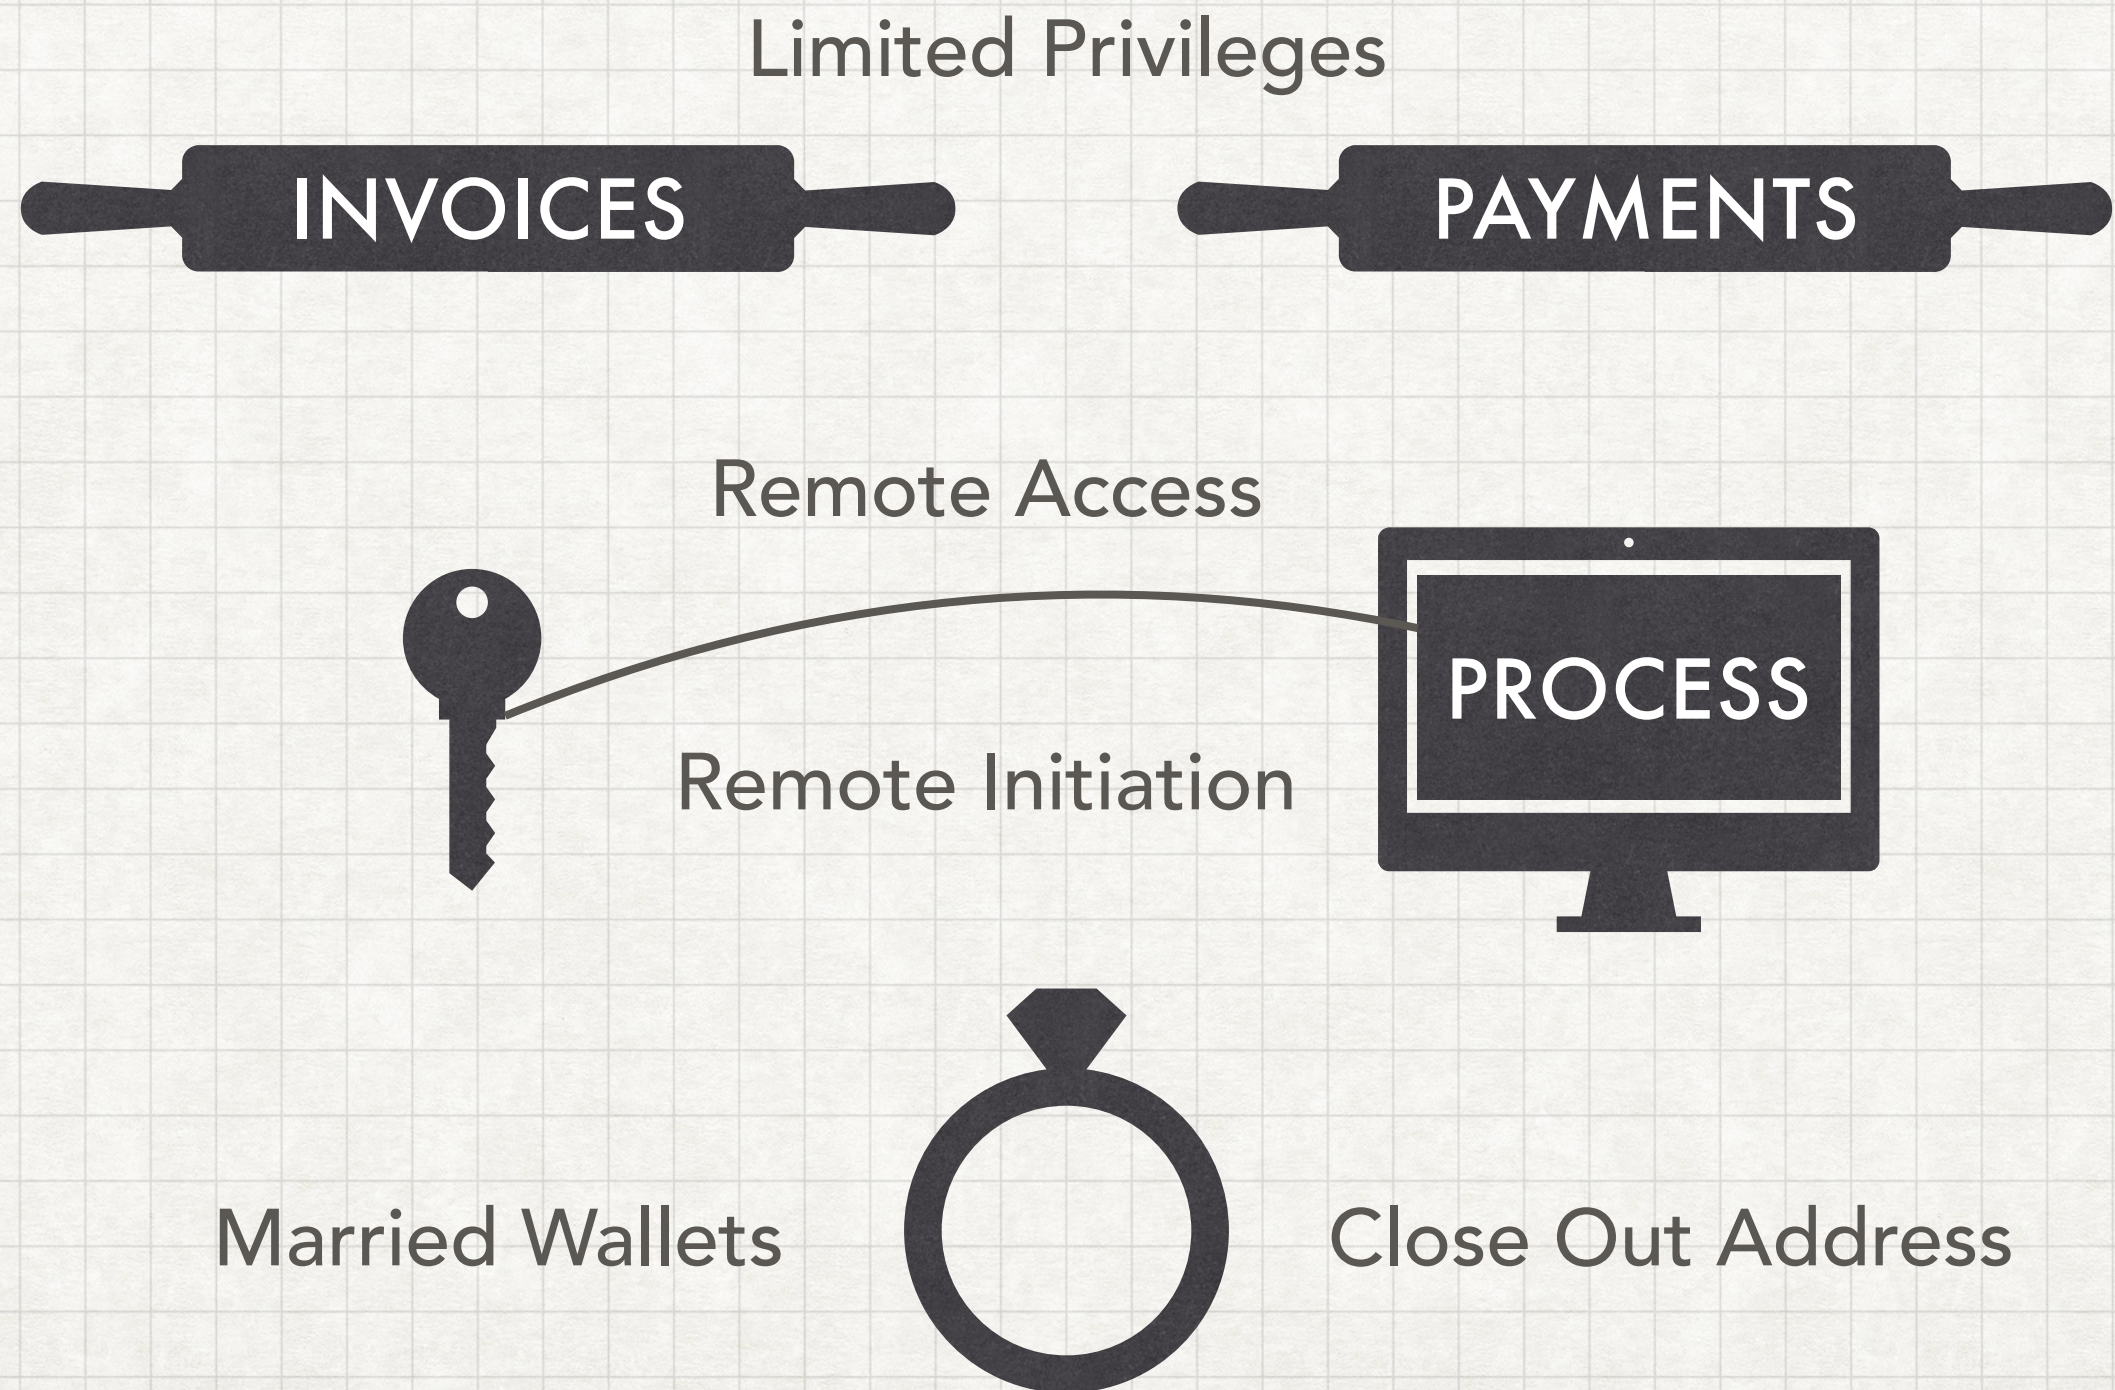 Limited Privileges
INVOICES
PAYMENTS
Remote Access
PROCESS
Remote Initiation
Married Wallets
Close Out Address